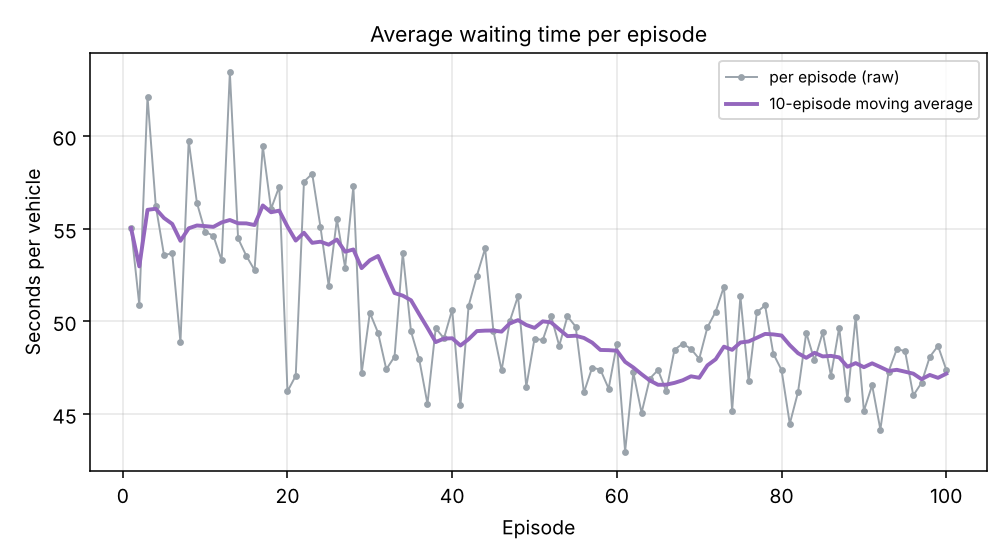 Average waiting time per episode
per episode (raw)
10-episode moving average
Seconds per vehicle
60
55
50
45
0 20 40 60 80 100
Episode